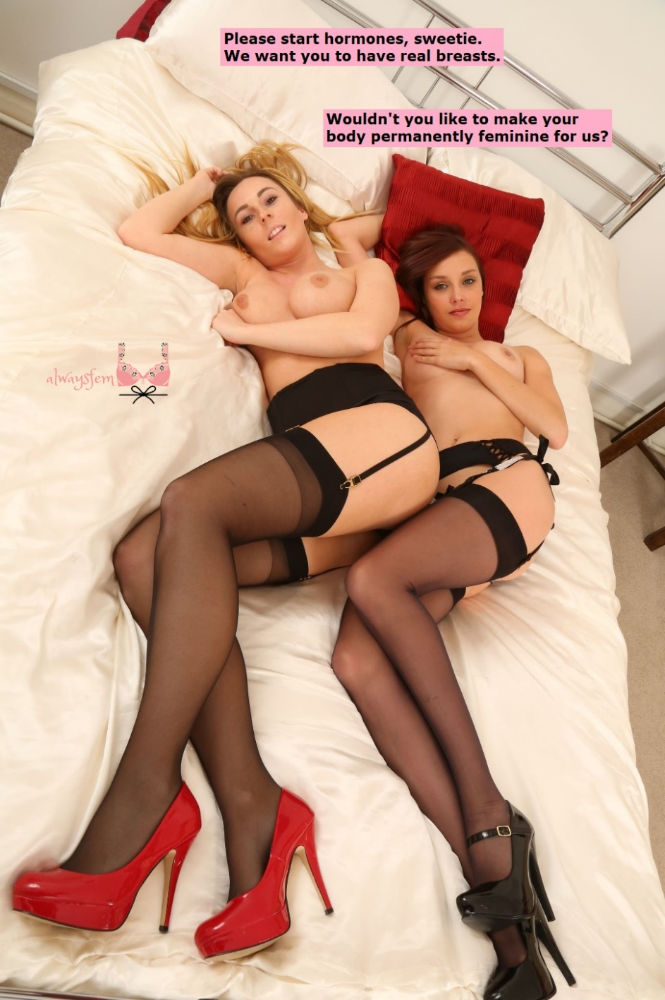 Please start hormones, sweetie.
We want you to have real breasts.
Wouldn't you like to make your
body permanently feminine for us?
alwaysfem